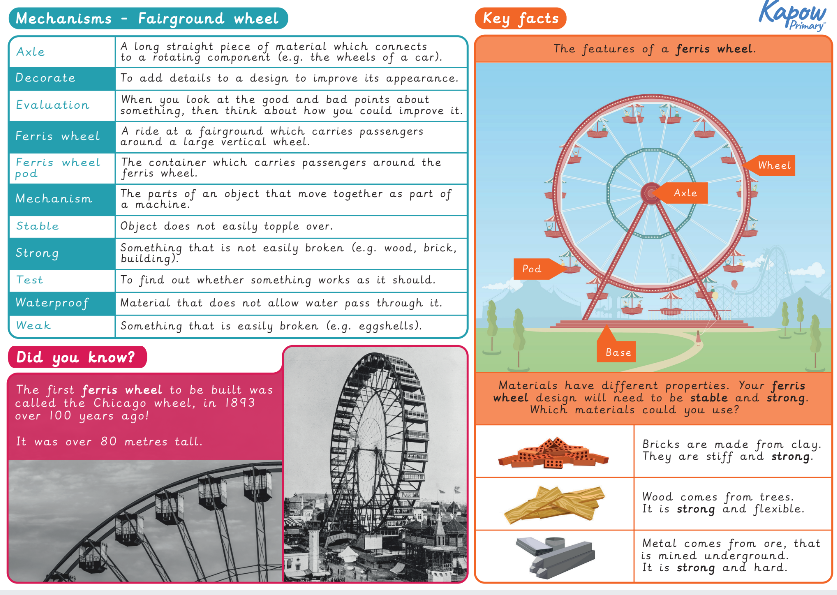 Mechanisms - Fairground wheel
Axle
A long straight piece of material which connects
to a rotating component (e.g. the wheels of a car).
Decorate
To add details to a design to improve its appearance.
Evaluation
When you look at the good and bad points about
something, then think about how you could improve it.
Ferris wheel
A ride at a fairground which carries passengers
around a large vertical wheel.
Ferris wheel
pod
The container which carries passengers around the
ferris wheel.
Mechanism
The parts of an object that move together as part of
a machine.
Stable
Object does not easily topple over.
Strong
Something that is not easily broken (e.g. wood, brick,
building).
Test
To find out whether something works as it should.
Waterproof
Material that does not allow water pass through it.
Weak
Something that is easily broken (e.g. eggshells).
Did you know?
The first ferris wheel to be built was
called the Chicago wheel, in 1893
over 100 years ago!
It was over 80 metres tall.
Key facts
Kapow
Primary
The features of a ferris wheel.
Wheel
Axle
Pod
Base
Materials have different properties. Your ferris
wheel design will need to be stable and strong.
Which materials could you use?
Bricks are made from clay.
They are stiff and strong.
Wood comes from trees.
It is strong and flexible.
Metal comes from ore, that
is mined underground.
It is strong and hard.